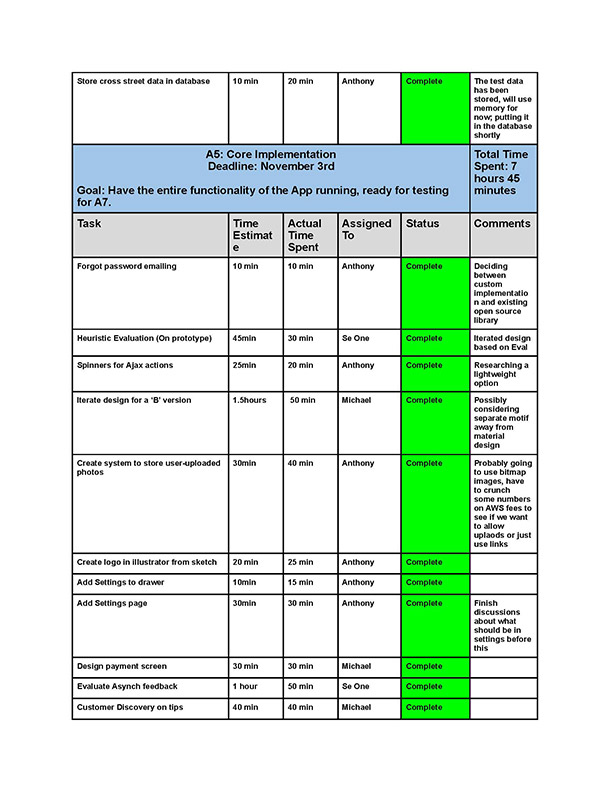 Store cross street data in database 10 min 20 min Anthony Complete The test data
has been
stored, will use
memory for
now; putting it
in the database
shortly
A5: Core Implementation
Deadline: November 3rd
Goal: Have the entire functionality of the App running, ready for testing
for A7.
Total Time
Spent: 7
hours 45
minutes
Task Time
Estimat
e Actual
Time
Spent Assigned
To Status Comments
Forgot password emailing 10 min 10 min Anthony Complete Deciding
between
custom
implementatio
n and existing
open source
library
Heuristic Evaluation (On prototype) 45min 30 min Se One Complete Iterated design
based on Eval
Spinners for Ajax actions 25min 20 min Anthony Complete Researching a
lightweight
option
Iterate design for a 'B' version 1.5hours 50 min Michael Complete Possibly
considering
separate motif
away from
material
design
Create system to store user-uploaded
photos 30min 40 min Anthony Complete Probably going
to use bitmap
images, have
to crunch
some numbers
on AWS fees to
see if we want
to allow
uplaods or just
use links
Create logo in illustrator from sketch 20 min 25 min Anthony Complete
Add Settings to drawer 10min 15 min Anthony Complete
Add Settings page 30min 30 min Anthony Complete Finish
discussions
about what
should be in
settings before
this
Design payment screen 30 min 30 min Michael Complete
Evaluate Asynch feedback 1 hour 50 min Se One Complete
Customer Discovery on tips 40 min 40 min Michael Complete